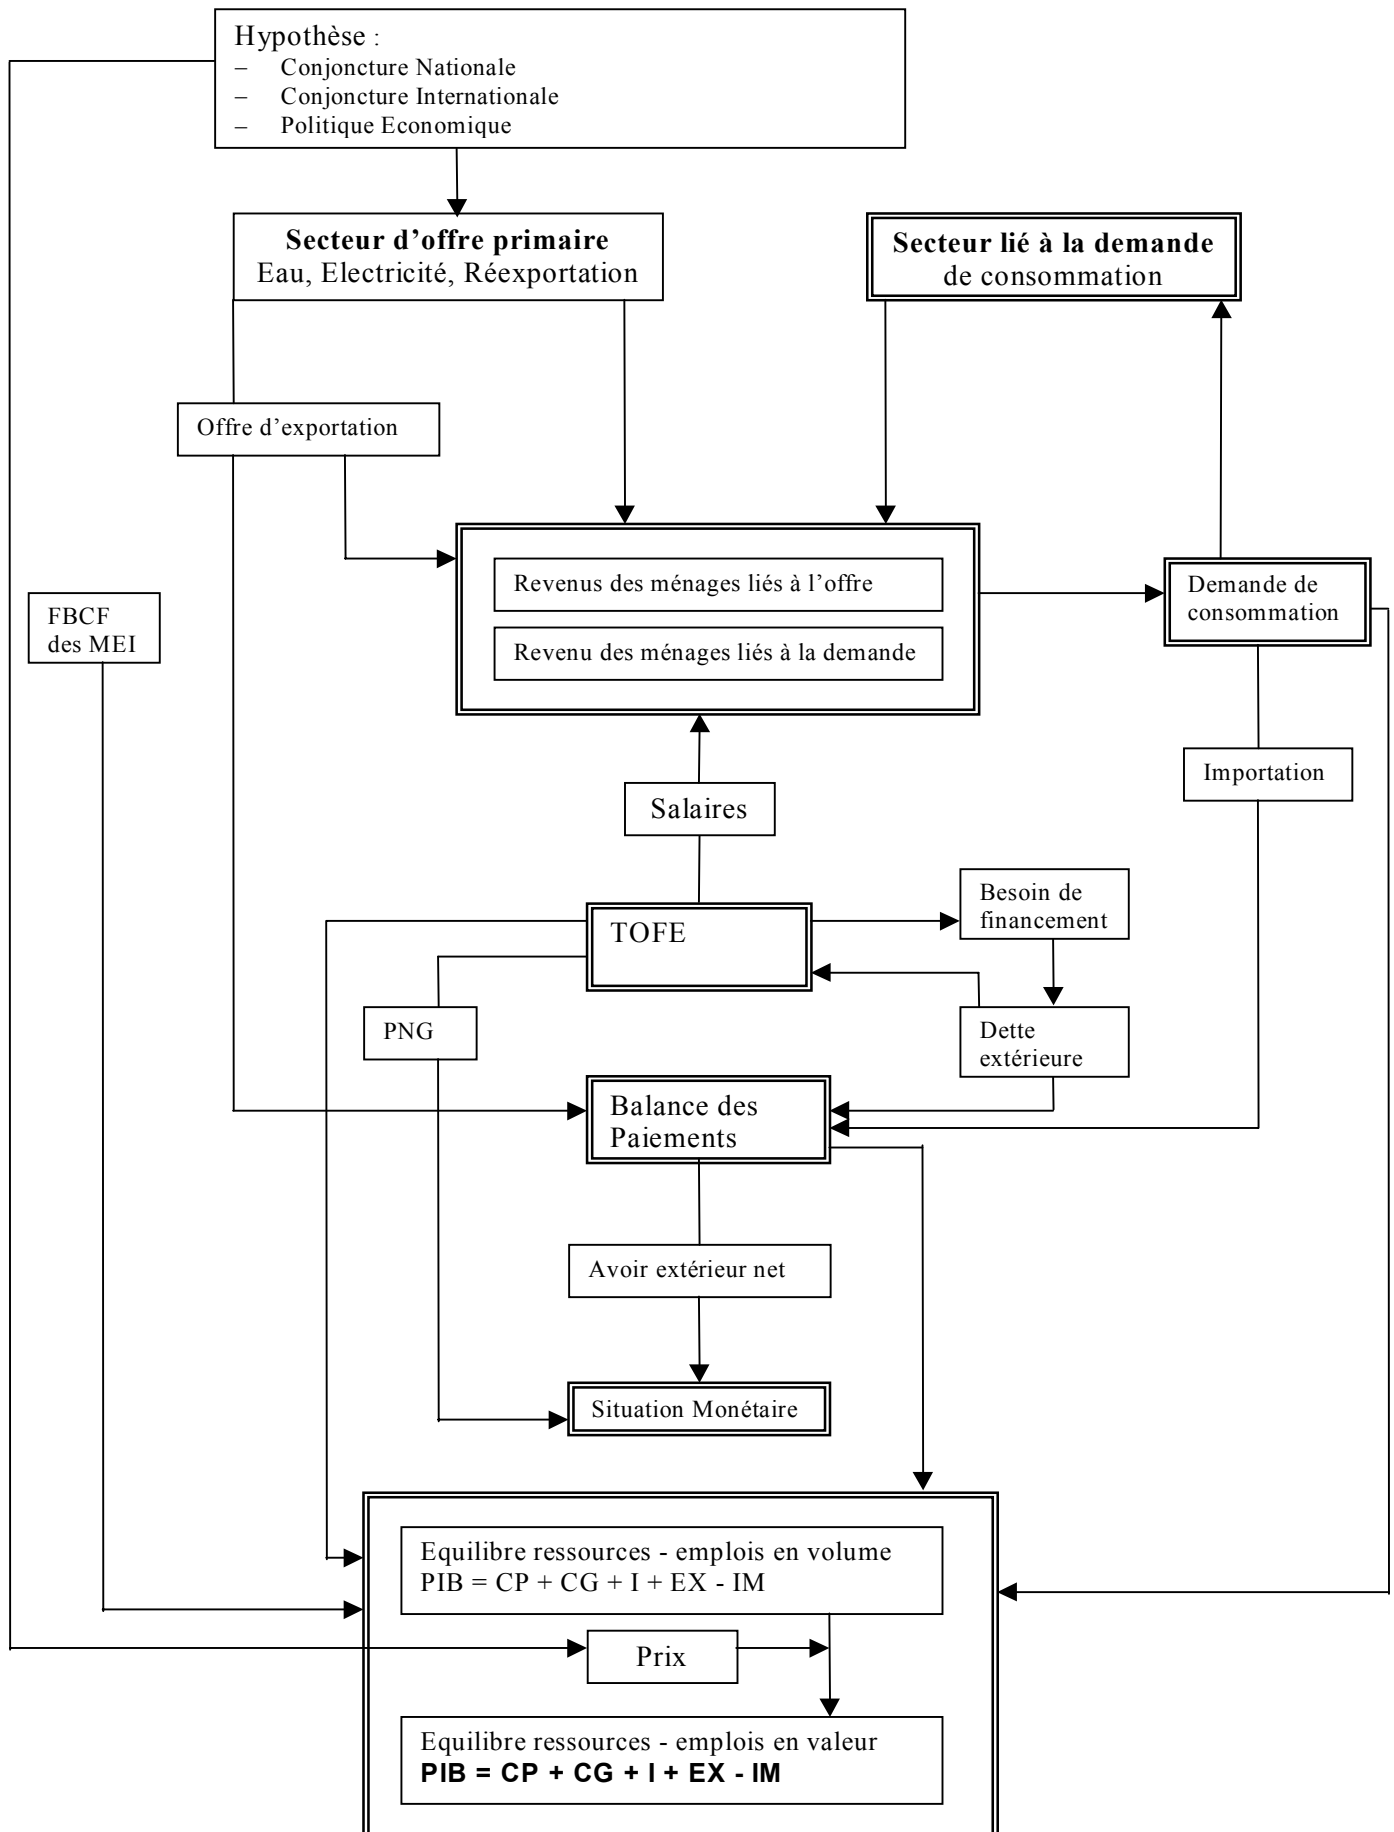 Hypothèse :
– Conjoncture Nationale
– Conjoncture Internationale
– Politique Economique
Secteur d’offre primaire
Eau, Electricité, Réexportation
Secteur lié à la demande
de consommation
Offre d’exportation
Revenus des ménages liés à l’offre
Revenu des ménages liés à la demande
Demande de
consommation
FBCF
des MEI
Importation
Salaires
TOFE
Besoin de
financement
PNG
Dette
extérieure
Balance des
Paiements
Avoir extérieur net
Situation Monétaire
Equilibre ressources - emplois en volume
PIB = CP + CG + I + EX - IM
Prix
Equilibre ressources - emplois en valeur
PIB = CP + CG + I + EX - IM